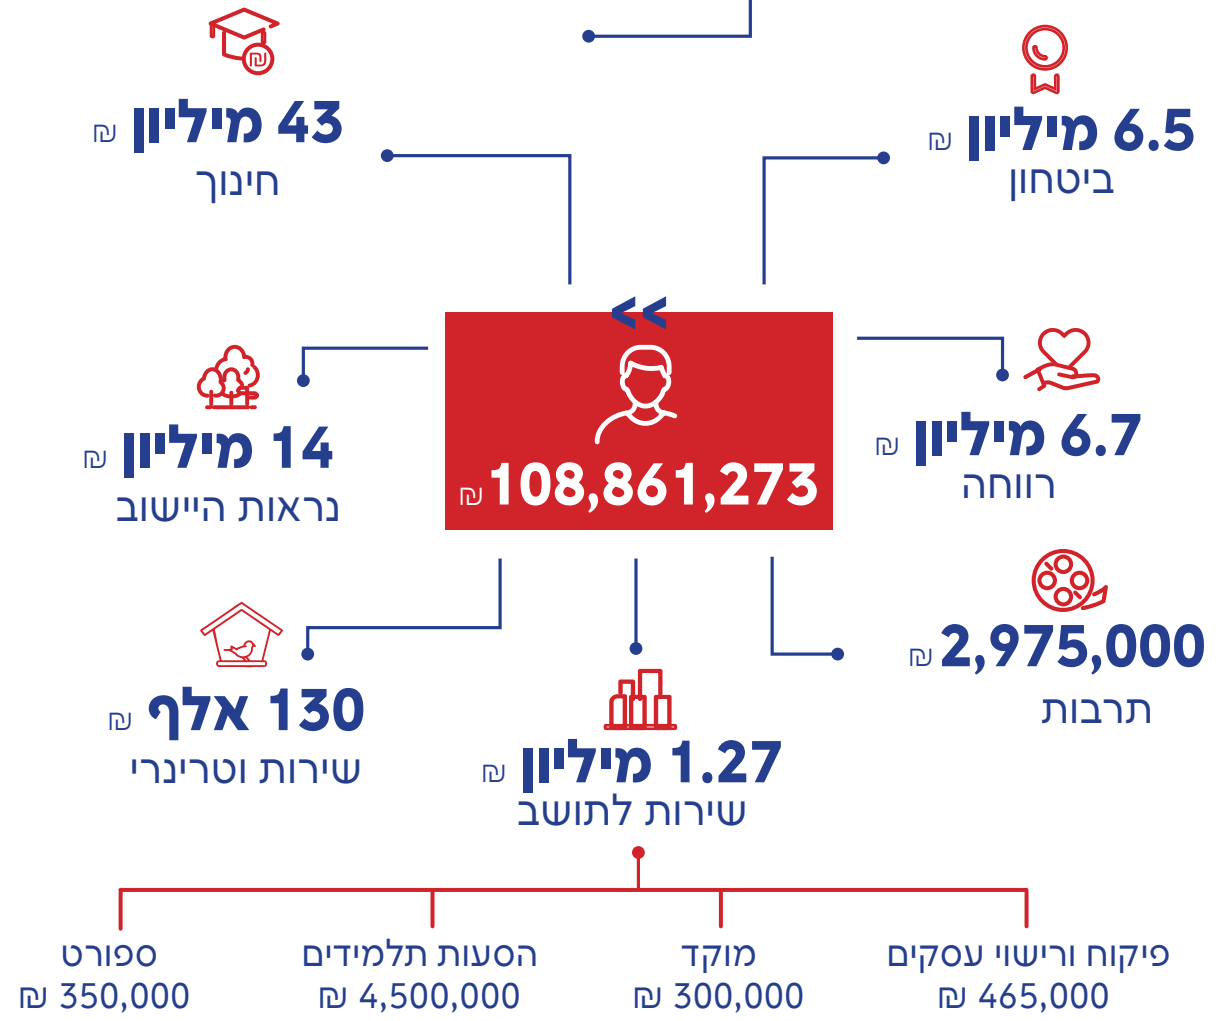 6.5 מיליון ₪
ביטחון
43 מיליון ₪
חינוך
108,861,273 ₪
6.7 מיליון ₪
רווחה
14 מיליון ₪
נראות היישוב
2,975,000 ₪
תרבות
1.27 מיליון ₪
שירות לתושב
130 אלף ₪
שירות וטרינרי
פיקוח ורישוי עסקים
465,000 ₪
מוקד
300,000 ₪
הסעות תלמידים
4,500,000 ₪
ספורט
350,000 ₪